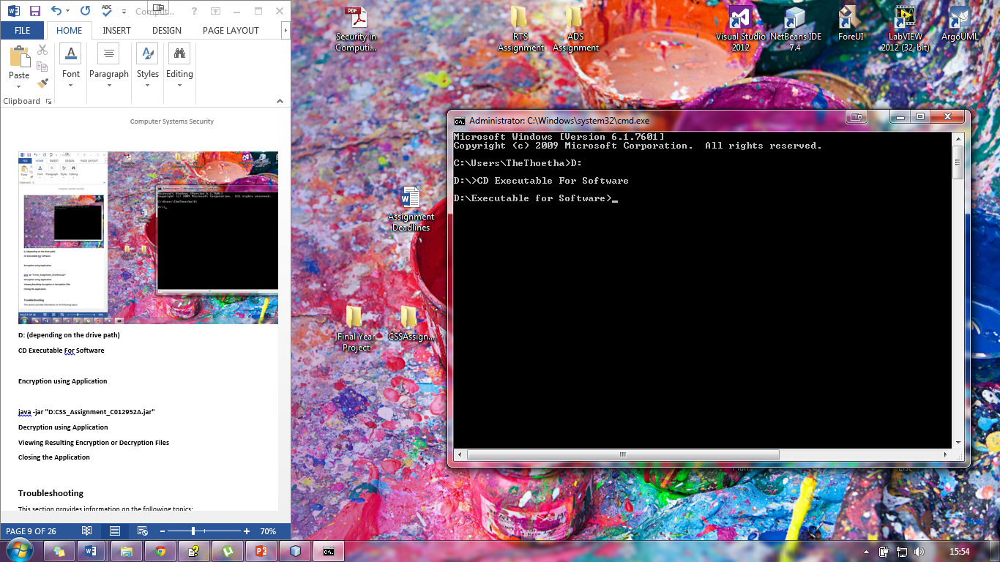 Comput...
FILE
HOME
INSERT
DESIGN
PAGE LAYOUT
Paste
Font
Paragraph
Styles
Editing
Clipboard
Computer Systems Security
D: (depending on the drive path)
CD Executable For Software
Encryption using Application
java -jar "D:CSS_Assignment_C012952A.jar"
Decryption using Application
Viewing Resulting Encryption or Decryption Files
Closing the Application
Troubleshooting
This section provides information on the following topics:
PAGE 9 OF 26
70%
Security in
Computi...
RTS
Assignment
ADS
Assignment
Visual Studio
2012
NetBeans IDE
7.4
ForeUI
LabVIEW
2012 (32-bit)
ArgoUML
Assignment
Deadlines
Final Year
Project
CSSAssign...
Administrator: C:\Windows\system32\cmd.exe
Microsoft Windows [Version 6.1.7601]
Copyright (c) 2009 Microsoft Corporation.  All rights reserved.
C:\Users\TheTheetha>D:
D:\>CD Executable For Software
D:\Executable for Software>_
15:54